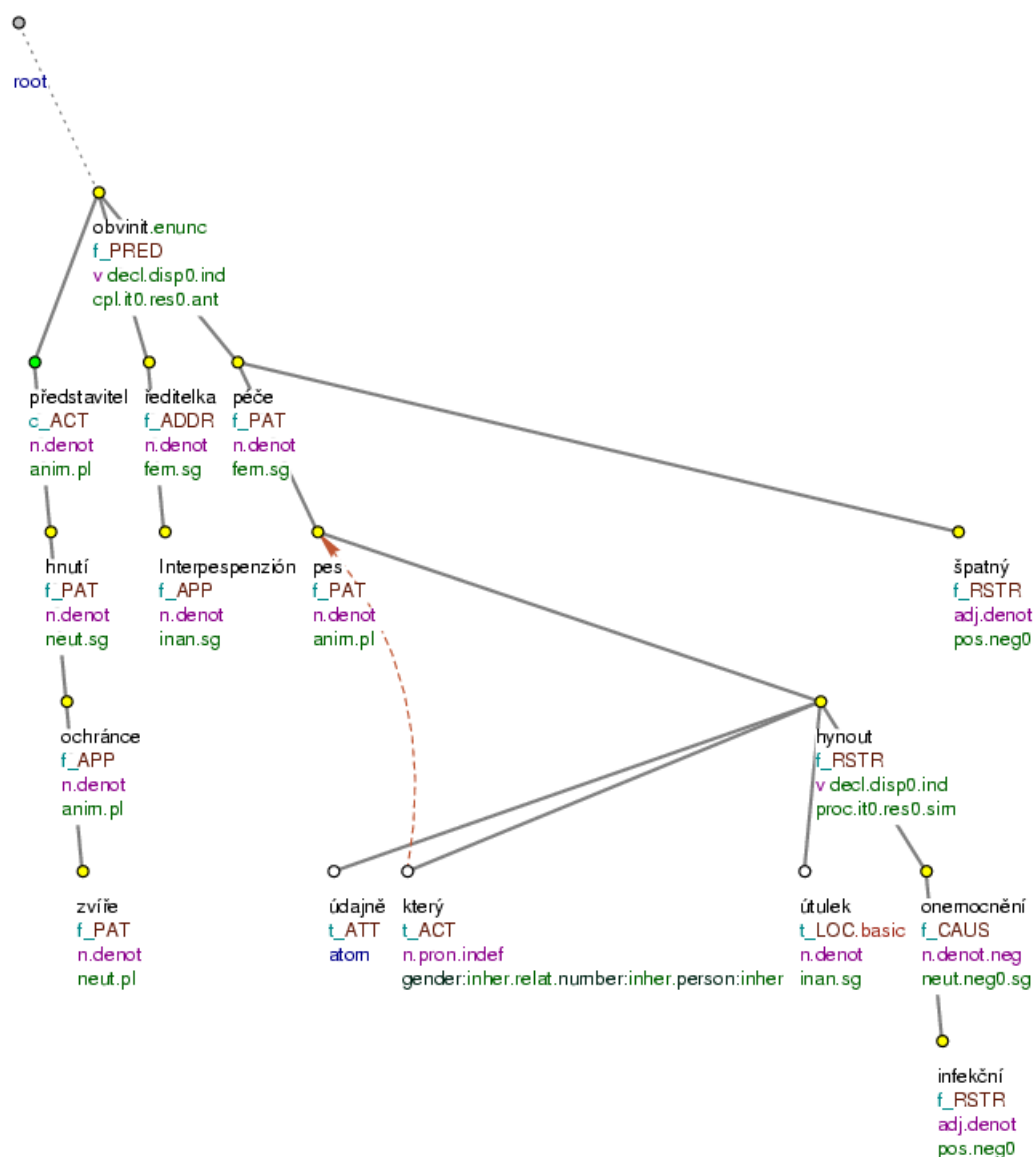 root
obvinit.enunc
f_PRED
v decl.disp0.ind
cpl.it0.res0.ant
představitel
c_ACT
n.denot
anim.pl
ředitelka
f_ADDR
n.denot
fem.sg
péče
f_PAT
n.denot
fem.sg
hnutí
f_PAT
n.denot
neut.sg
Interpespenzión
f_APP
n.denot
inan.sg
pes
f_PAT
n.denot
anim.pl
špatný
f_RSTR
adj.denot
pos.neg0
ochránce
f_APP
n.denot
anim.pl
hynout
f_RSTR
v decl.disp0.ind
proc.it0.res0.sim
zvíře
f_PAT
n.denot
neut.pl
údajně
t_ATT
atom
který
t_ACT
n.pron.indef
gender:inher.relat.number:inher.person:inher
útulek
t_LOC.basic
n.denot
inan.sg
onemocnění
f_CAUS
n.denot.neg
neut.neg0.sg
infekční
f_RSTR
adj.denot
pos.neg0